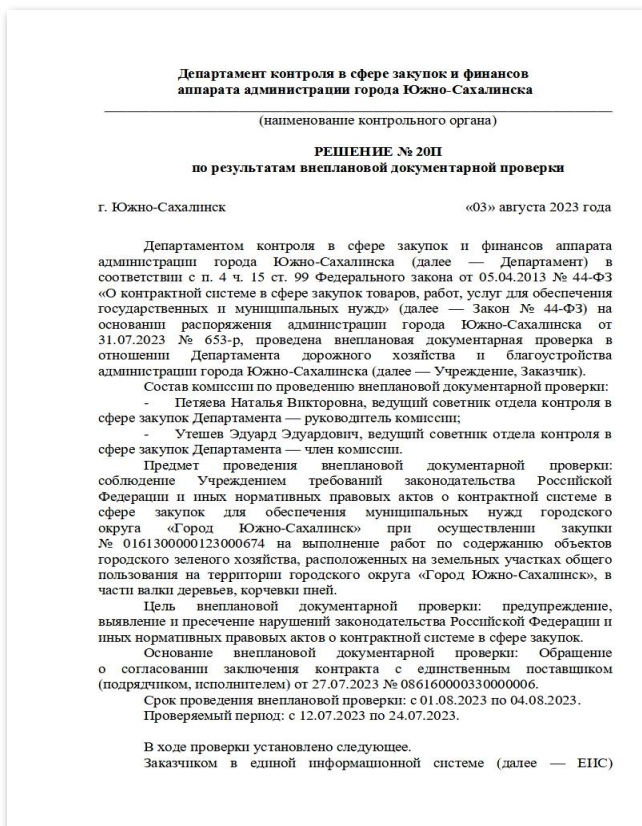 Департамент контроля в сфере закупок и финансов
аппарата администрации города Южно-Сахалинска
(наименование контрольного органа)
РЕШЕНИЕ № 20П
по результатам внеплановой документарной проверки
г. Южно-Сахалинск «03» августа 2023 года
Департаментом контроля в сфере закупок и финансов аппарата
администрации города Южно-Сахалинска (далее — Департамент) в
соответствии с п. 4 ч. 15 ст. 99 Федерального закона от 05.04.2013 № 44-ФЗ
«О контрактной системе в сфере закупок товаров, работ, услуг для обеспечения
государственных и муниципальных нужд» (далее — Закон № 44-ФЗ) на
основании распоряжения администрации города Южно-Сахалинска от
31.07.2023 № 653-р, проведена внеплановая документарная проверка в
отношении Департамента дорожного хозяйства и благоустройства
администрации города Южно-Сахалинска (далее — Учреждение, Заказчик).
Состав комиссии по проведению внеплановой документарной проверки:
- Петяева Наталья Викторовна, ведущий советник отдела контроля в
сфере закупок Департамента — руководитель комиссии;
- Утешев Эдуард Эдуардович, ведущий советник отдела контроля в
сфере закупок Департамента — член комиссии.
Предмет проведения внеплановой документарной проверки:
соблюдение Учреждением требований законодательства Российской
Федерации и иных нормативных правовых актов о контрактной системе в
сфере закупок для обеспечения муниципальных нужд городского
округа «Город Южно-Сахалинск» при осуществлении закупки
№ 0161300000123000674 на выполнение работ по содержанию объектов
городского зеленого хозяйства, расположенных на земельных участках общего
пользования на территории городского округа «Город Южно-Сахалинск», в
части валки деревьев, корчевки пней.
Цель внеплановой документарной проверки: предупреждение,
выявление и пресечение нарушений законодательства Российской Федерации и
иных нормативных правовых актов о контрактной системе в сфере закупок.
Основание внеплановой документарной проверки: Обращение
о согласовании заключения контракта с единственным поставщиком
(подрядчиком, исполнителем) от 27.07.2023 № 086160000330000006.
Срок проведения внеплановой проверки: с 01.08.2023 по 04.08.2023.
Проверяемый период: с 12.07.2023 по 24.07.2023.
В ходе проверки установлено следующее.
Заказчиком в единой информационной системе (далее — ЕИС)